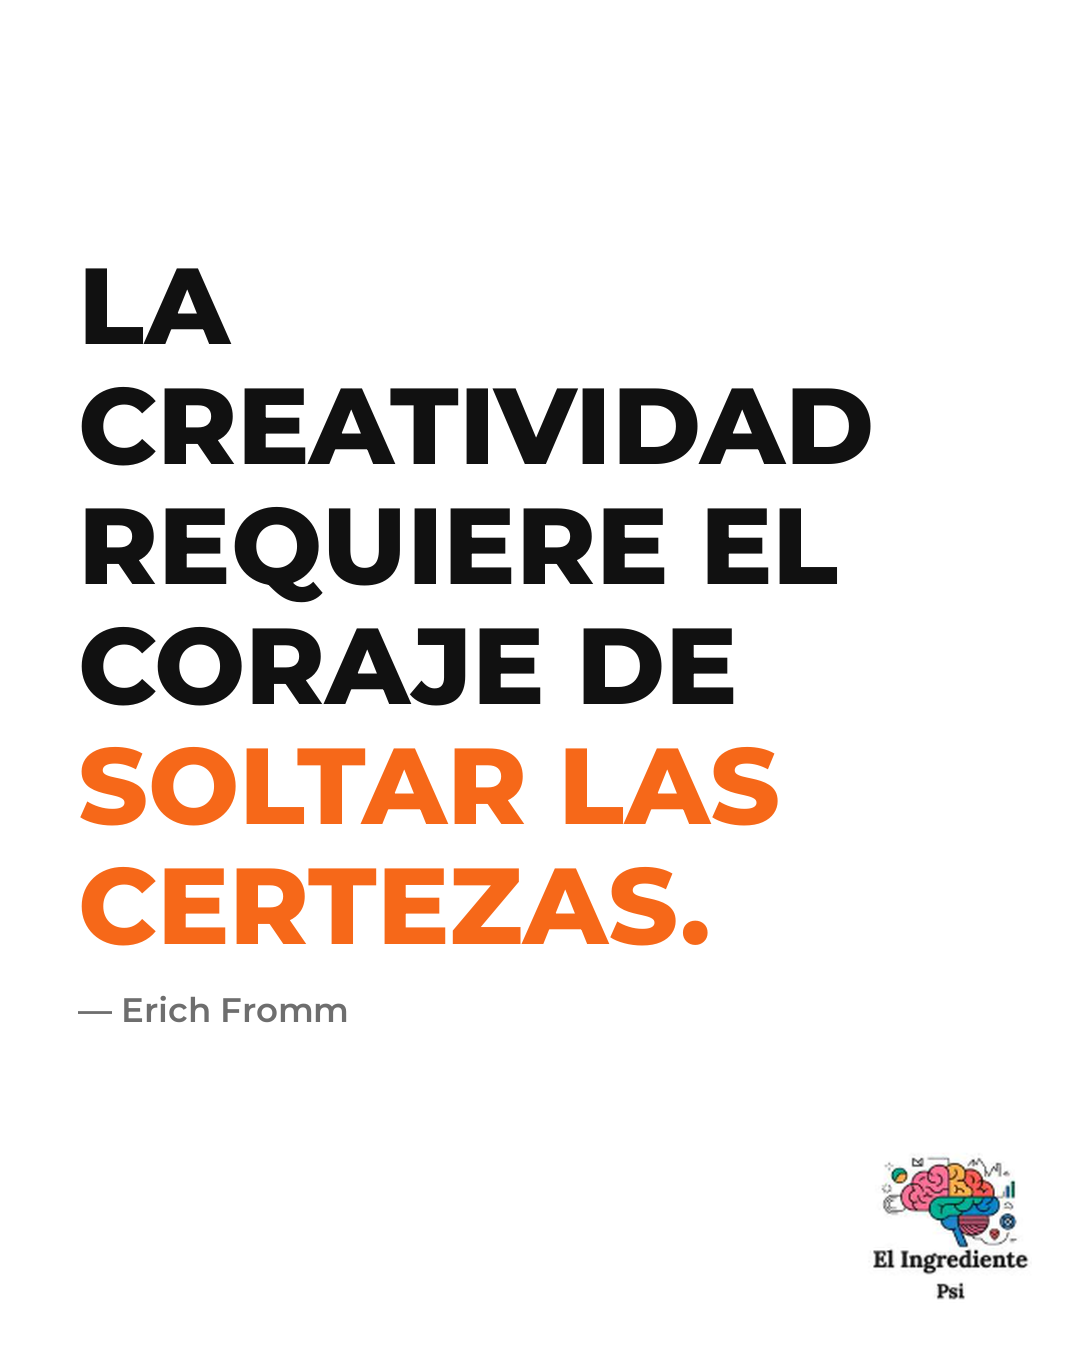 LA
CREATIVIDAD
REQUIERE EL
CORAJE DE
SOLTAR LAS
CERTEZAS.
— Erich Fromm
El Ingrediente
Psi